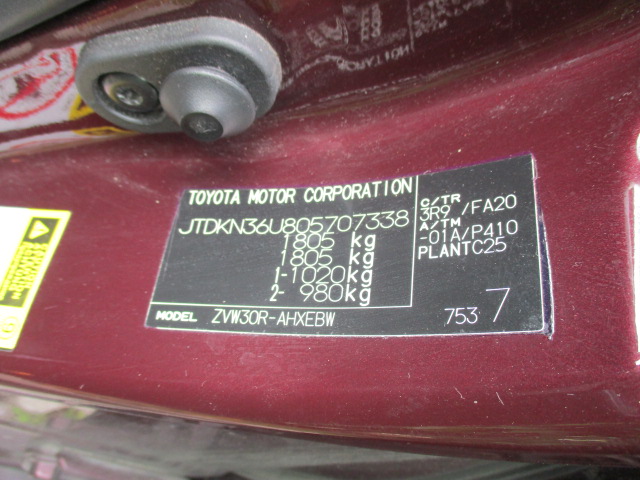 TOYOTA MOTOR CORPORATION
JTDKN36U805707338
1805 kg
1805 kg
1-1020kg
2- 980kg
MODEL ZVW30R-AHXEBW
C/TR
3R9 /FA20
A/TM
-01A/P410
PLANTC25
753 7